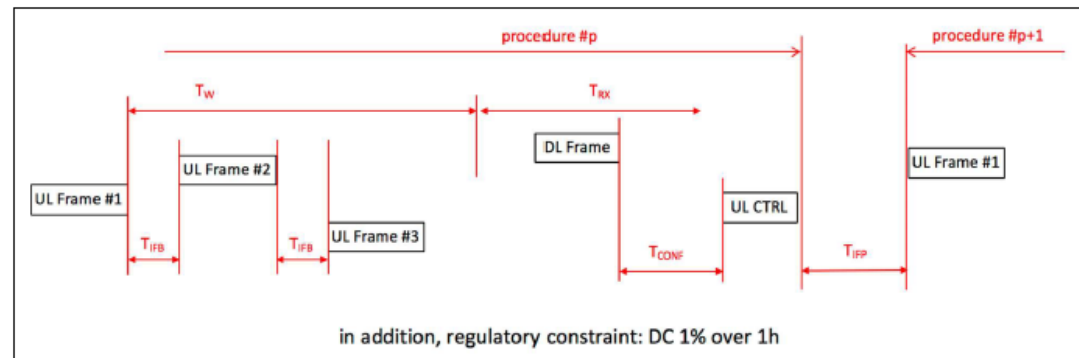 procedure #p
procedure #p+1
TW
TRX
DL Frame
UL Frame #2
UL Frame #1
UL Frame #1
UL CTRL
UL Frame #3
TIFB
TIFB
TCONF
TIFP
in addition, regulatory constraint: DC 1% over 1h